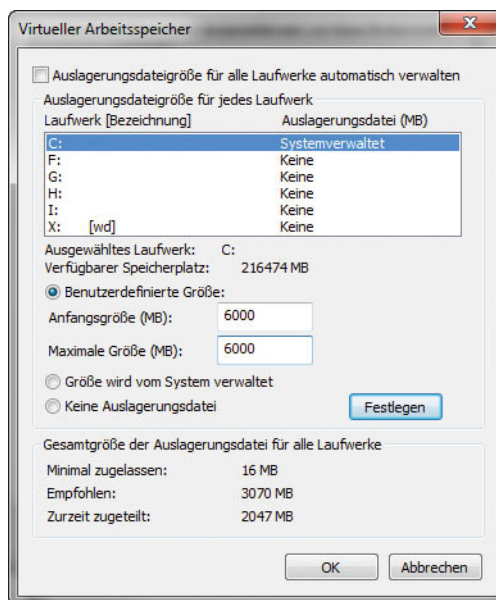 Virtueller Arbeitsspeicher
Auslagerungsdateigröße für alle Laufwerke automatisch verwalten
Auslagerungsdateigröße für jedes Laufwerk
Laufwerk [Bezeichnung] Auslagerungsdatei (MB)
C: Systemverwaltet
F: Keine
G: Keine
H: Keine
I: Keine
X: [wd] Keine
Ausgewähltes Laufwerk: C:
Verfügbarer Speicherplatz: 216474 MB
Benutzerdefinierte Größe:
Anfangsgröße (MB): 6000
Maximale Größe (MB): 6000
Größe wird vom System verwaltet
Keine Auslagerungsdatei Festlegen
Gesamtgröße der Auslagerungsdatei für alle Laufwerke
Minimal zugelassen: 16 MB
Empfohlen: 3070 MB
Zurzeit zugeteilt: 2047 MB
OK Abbrechen